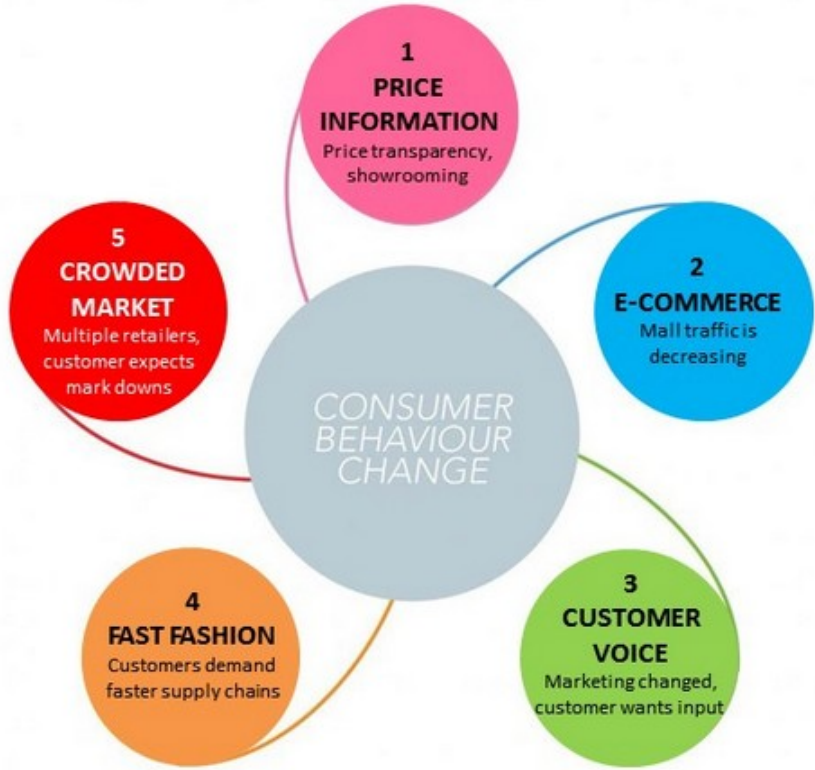 1
PRICE
INFORMATION
Price transparency,
showrooming
2
E-COMMERCE
Mall traffic is
decreasing
3
CUSTOMER
VOICE
Marketing changed,
customer wants input
4
FAST FASHION
Customers demand
faster supply chains
5
CROWDED
MARKET
Multiple retailers,
customer expects
mark downs
CONSUMER
BEHAVIOUR
CHANGE